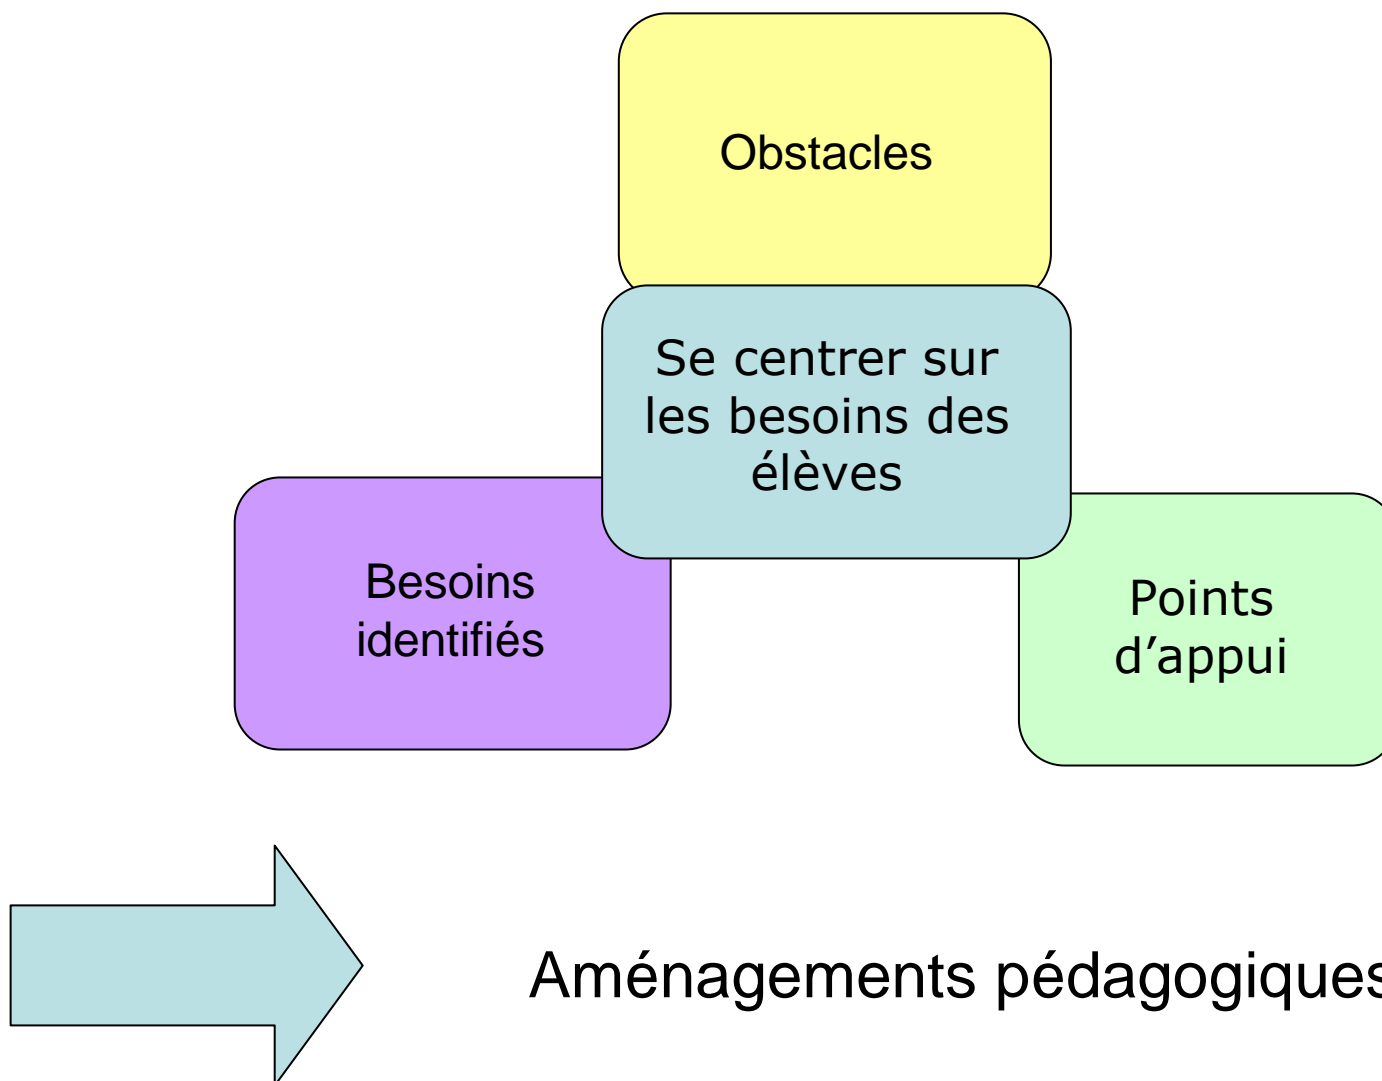 Obstacles
Se centrer sur
les besoins des
élèves
Besoins
identifiés
Points
d’appui
Aménagements pédagogiques